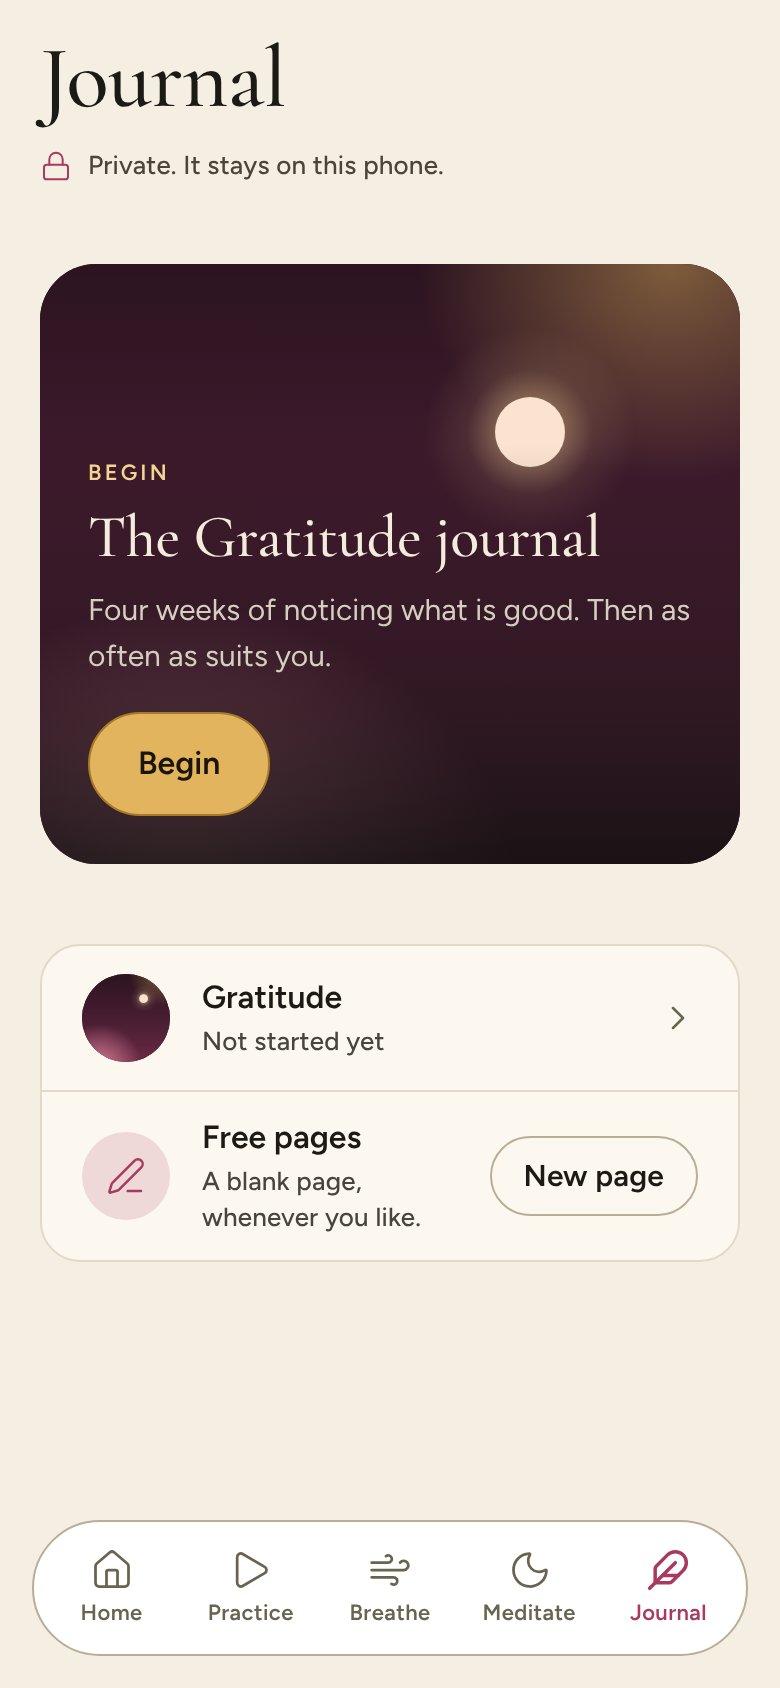 Journal
Private. It stays on this phone.
BEGIN
The Gratitude journal
Four weeks of noticing what is good. Then as
often as suits you.
Begin
Gratitude
Not started yet
Free pages
A blank page,
whenever you like.
New page
Home
Practice
Breathe
Meditate
Journal